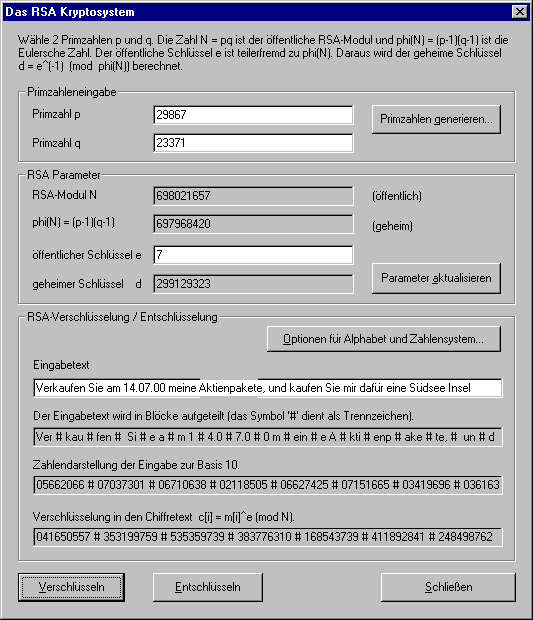 Das RSA Kryptosystem
Wähle 2 Primzahlen p und q. Die Zahl N = pq ist der öffentliche RSA-Modul und phi(N) = (p-1)(q-1) ist die
Eulersche Zahl. Der öffentliche Schlüssel e ist teilerfremd zu phi(N). Daraus wird der geheime Schlüssel
d = e^(-1) (mod phi(N)) berechnet.
Primzahleneingabe
Primzahl p 29867 Primzahlen generieren...
Primzahl q 23371
RSA Parameter
RSA-Modul N 698021657 (öffentlich)
phi(N) = (p-1)(q-1) 697968420 (geheim)
öffentlicher Schlüssel e 7
geheimer Schlüssel d 299129323 Parameter aktualisieren
RSA-Verschlüsselung / Entschlüsselung
Optionen für Alphabet und Zahlensystem...
Eingabetext
Verkaufen Sie am 14.07.00 meine Aktienpakete, und kaufen Sie mir dafür eine Südsee Insel
Der Eingabetext wird in Blöcke aufgeteilt (das Symbol '#' dient als Trennzeichen).
Ver # kau # fen # Si # e a # m 1 # 4.0 # 7.0 # 0 m # ein # e A # kti # enp # ake # te, # un # d
Zahlendarstellung der Eingabe zur Basis 10.
05662066 # 07037301 # 06710638 # 02118505 # 06627425 # 07151665 # 03419696 # 036163
Verschlüsselung in den Chiffretext c[i] = m[i]^e (mod N).
041650557 # 353199759 # 535359739 # 383776310 # 168543739 # 411892841 # 248498762
Verschlüsseln Entschlüsseln Schließen